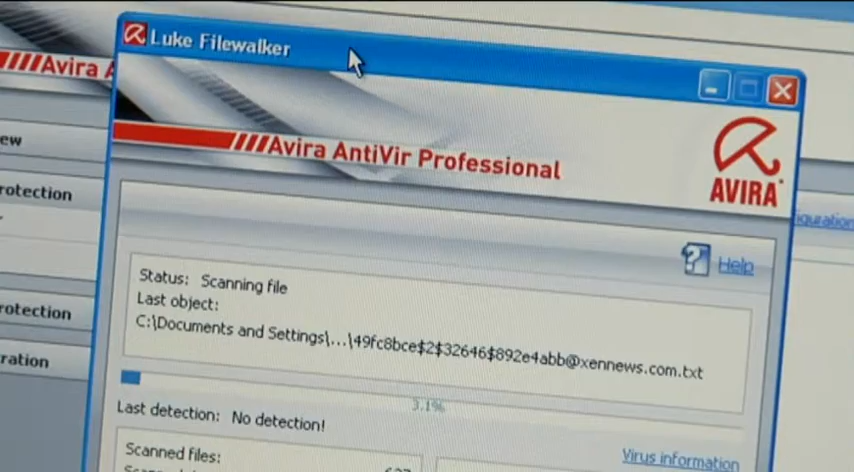 Luke Filewalker
Avira
Avira AntiVir Professional
AVIRA
Help
Status: Scanning file
Last object:
C:\Documents and Settings\...\49fc8bce$2$32646$892e4abb@xennews.com.txt
3.1%
Last detection: No detection!
Scanned files:
Virus information
ew
rotection
rotection
ration
iguration